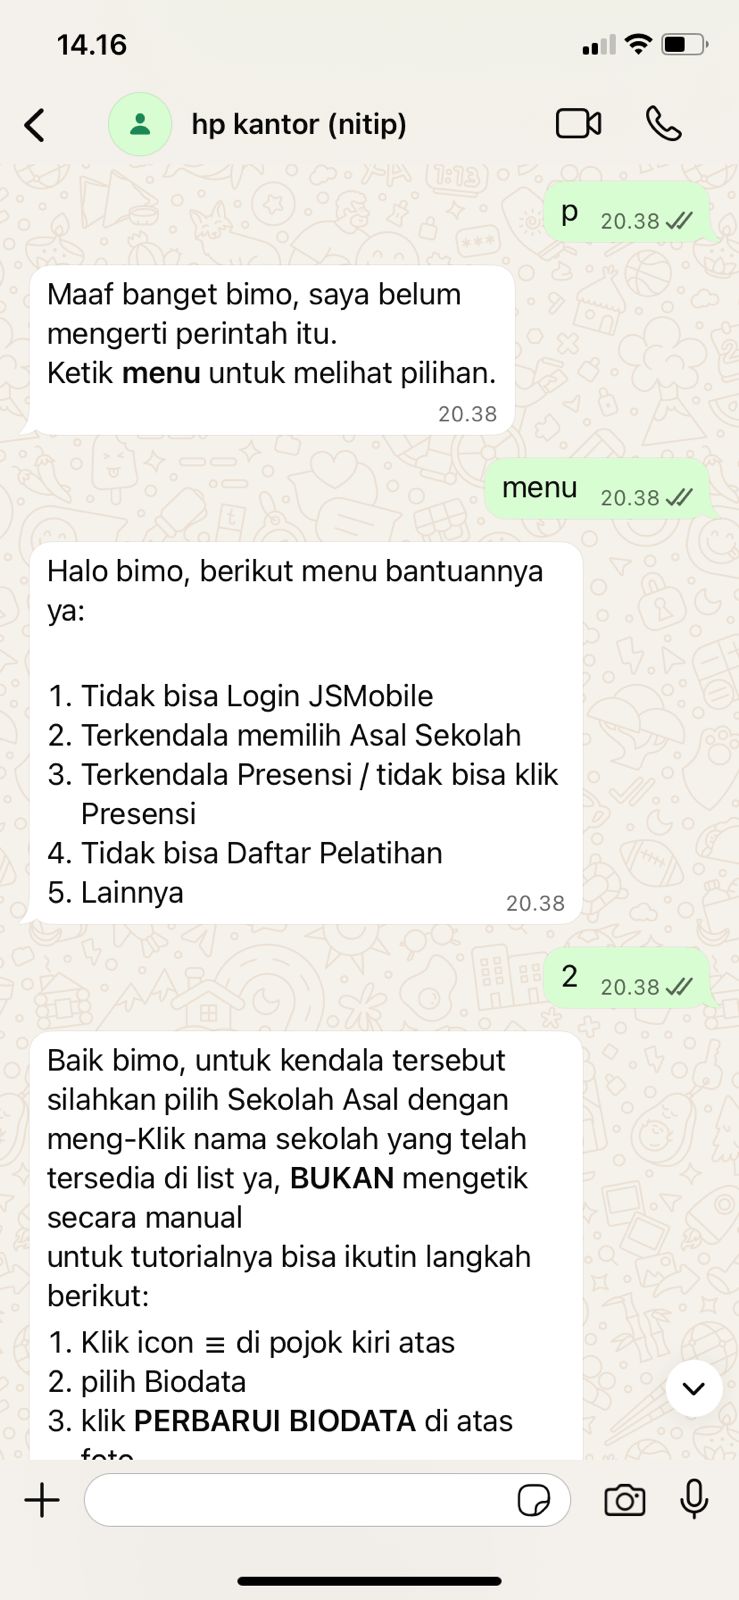 14.16
hp kantor (nitip)
p 20.38
Maaf banget bimo, saya belum
mengerti perintah itu.
Ketik menu untuk melihat pilihan.
20.38
menu 20.38
Halo bimo, berikut menu bantuannya
ya:
1. Tidak bisa Login JSMobile
2. Terkendala memilih Asal Sekolah
3. Terkendala Presensi / tidak bisa klik
Presensi
4. Tidak bisa Daftar Pelatihan
5. Lainnya
20.38
2 20.38
Baik bimo, untuk kendala tersebut
silahkan pilih Sekolah Asal dengan
meng-Klik nama sekolah yang telah
tersedia di list ya, BUKAN mengetik
secara manual
untuk tutorialnya bisa ikutin langkah
berikut:
1. Klik icon ≡ di pojok kiri atas
2. pilih Biodata
3. klik PERBARUI BIODATA di atas
foto